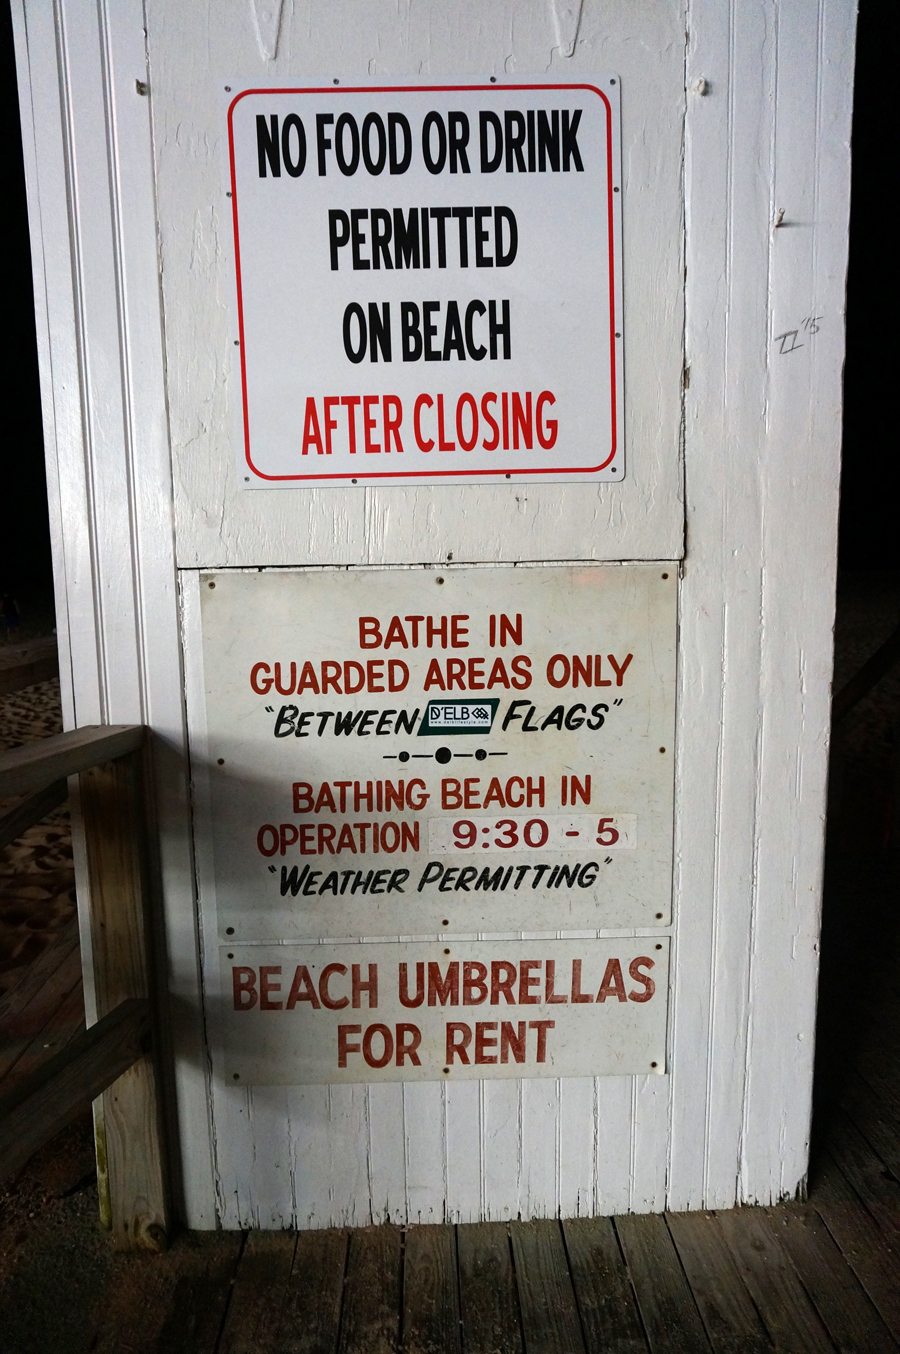 NO FOOD OR DRINK
PERMITTED
ON BEACH
AFTER CLOSING
BATHE IN
GUARDED AREAS ONLY
"BETWEEN D'ELB FLAGS"
BATHING BEACH IN
OPERATION 9:30 - 5
"WEATHER PERMITTING"
BEACH UMBRELLAS
FOR RENT